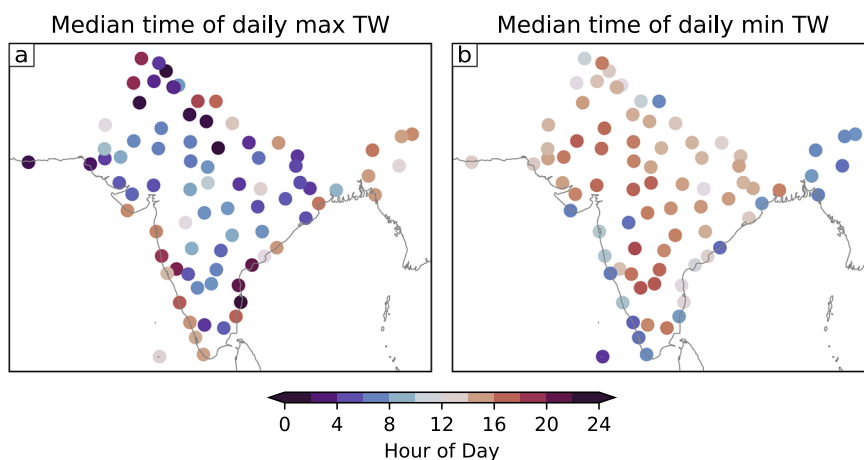 Median time of daily max TW
Median time of daily min TW
a
b
0 4 8 12 16 20 24
Hour of Day